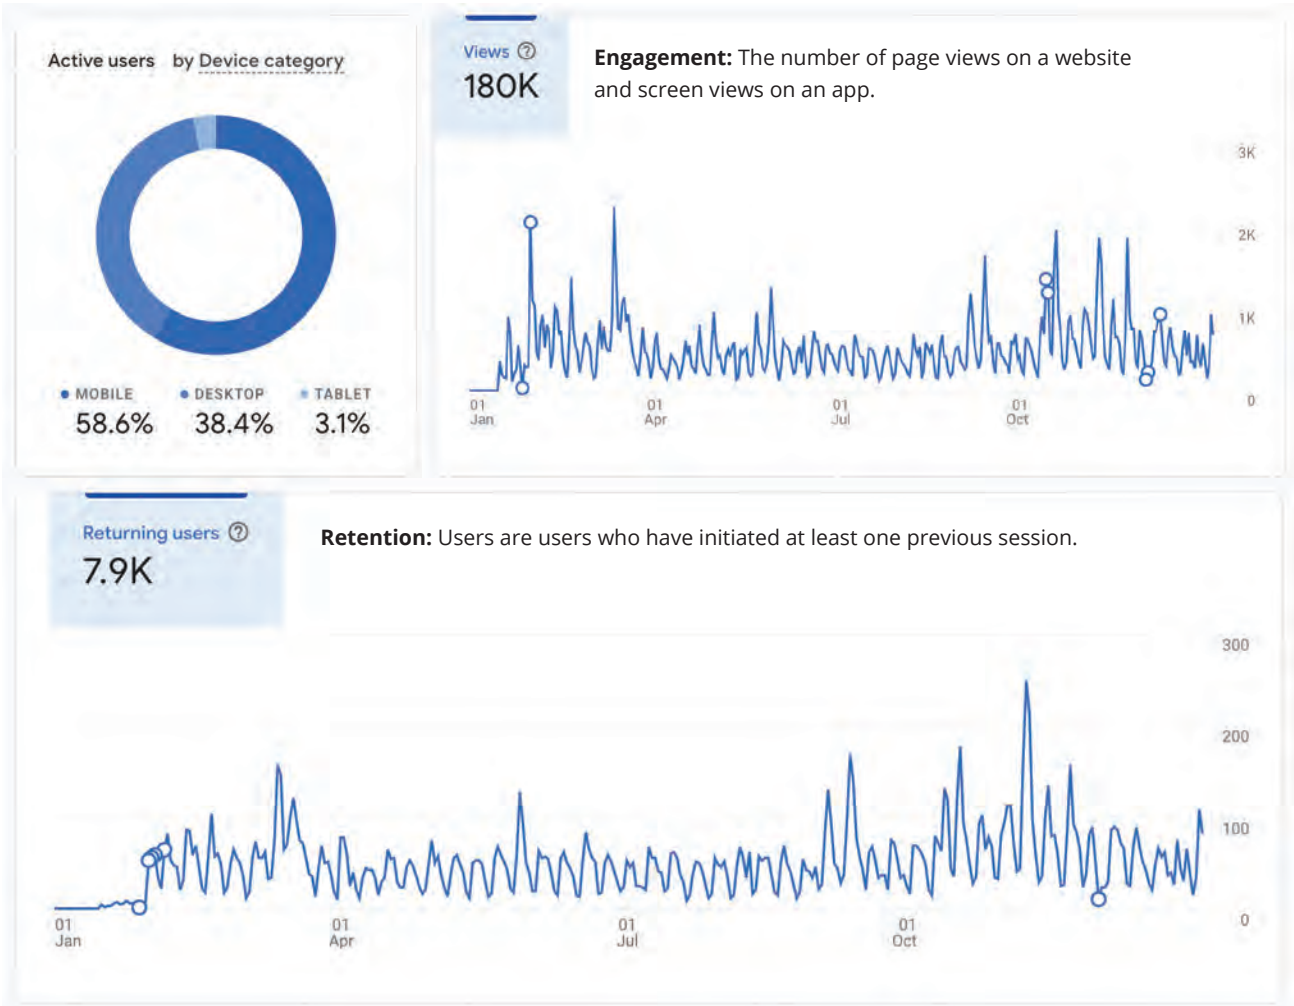 Active users by Device category
MOBILE DESKTOP TABLET
58.6% 38.4% 3.1%
Views ?
180K
Engagement: The number of page views on a website
and screen views on an app.
3K
2K
1K
0
01 01 01 01
Jan Apr Jul Oct
Returning users ?
7.9K
Retention: Users are users who have initiated at least one previous session.
300
200
100
0
01 01 01 01
Jan Apr Jul Oct